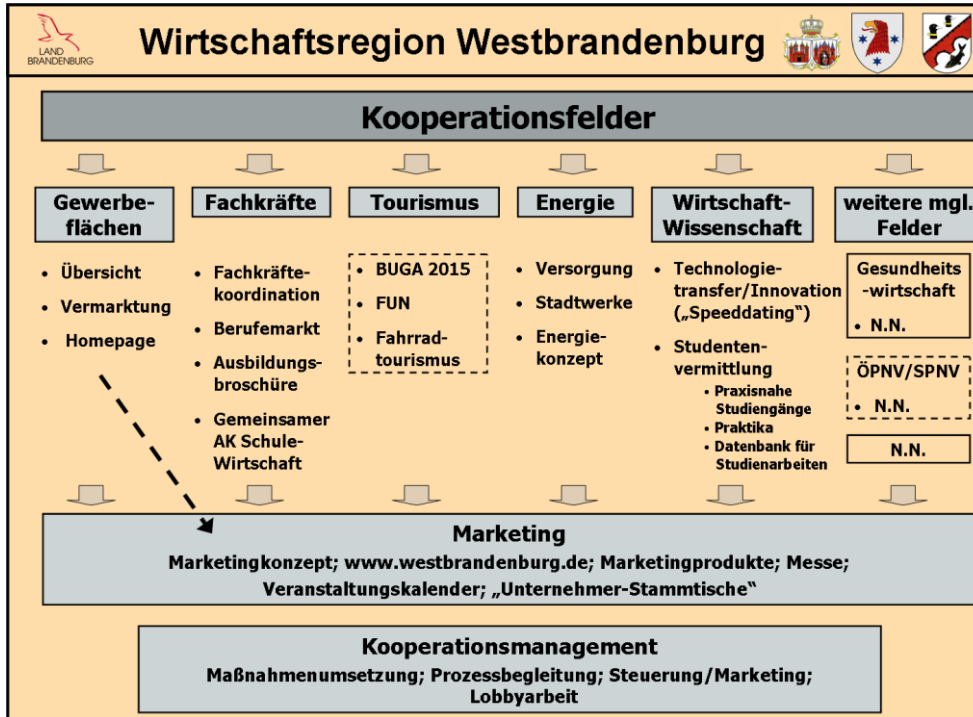 LAND
BRANDENBURG
Wirtschaftsregion Westbrandenburg
Kooperationsfelder
Gewerbe-
flächen
• Übersicht
• Vermarktung
• Homepage
Fachkräfte
• Fachkräfte-
koordination
• Berufemarkt
• Ausbildungs-
broschüre
• Gemeinsamer
AK Schule-
Wirtschaft
Tourismus
• BUGA 2015
• FUN
• Fahrrad-
tourismus
Energie
• Versorgung
• Stadtwerke
• Energie-
konzept
Wirtschaft-
Wissenschaft
• Technologie-
transfer/Innovation
(„Speeddating“)
• Studenten-
vermittlung
• Praxisnahe
Studiengänge
• Praktika
• Datenbank für
Studienarbeiten
weitere mgl.
Felder
Gesundheits
-wirtschaft
• N.N.
ÖPNV/SPNV
• N.N.
N.N.
Marketing
Marketingkonzept; www.westbrandenburg.de; Marketingprodukte; Messe;
Veranstaltungskalender; „Unternehmer-Stammtische“
Kooperationsmanagement
Maßnahmenumsetzung; Prozessbegleitung; Steuerung/Marketing;
Lobbyarbeit